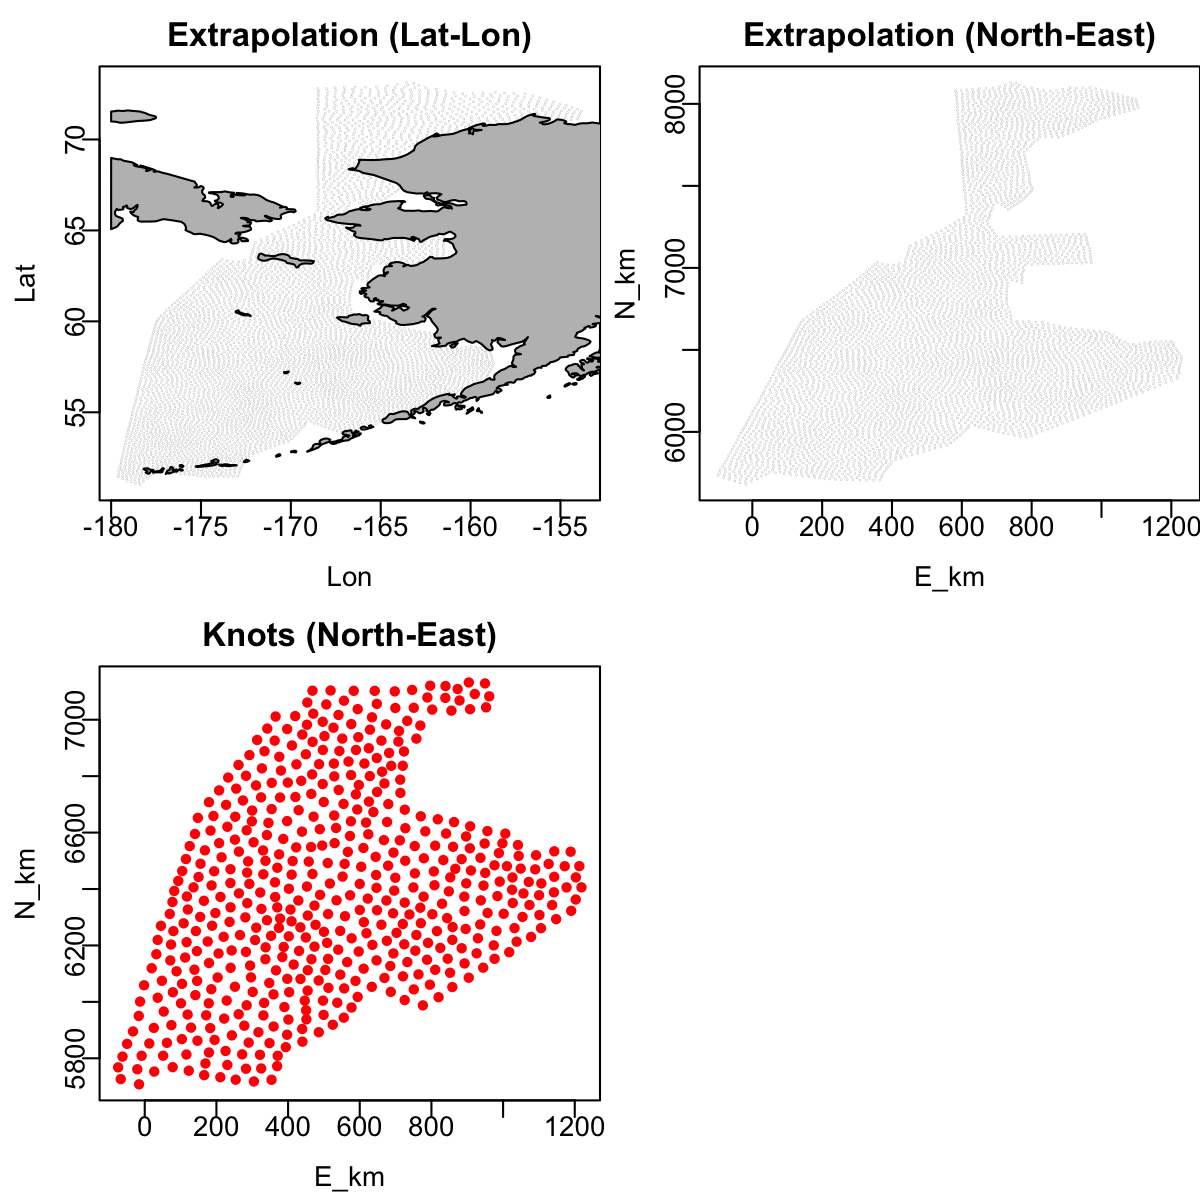 Extrapolation (Lat-Lon)
Lat
70
65
60
55
-180 -175 -170 -165 -160 -155
Lon
Extrapolation (North-East)
N_km
8000
7000
6000
0 200 400 600 800 1200
E_km
Knots (North-East)
N_km
7000
6600
6200
5800
0 200 400 600 800 1200
E_km